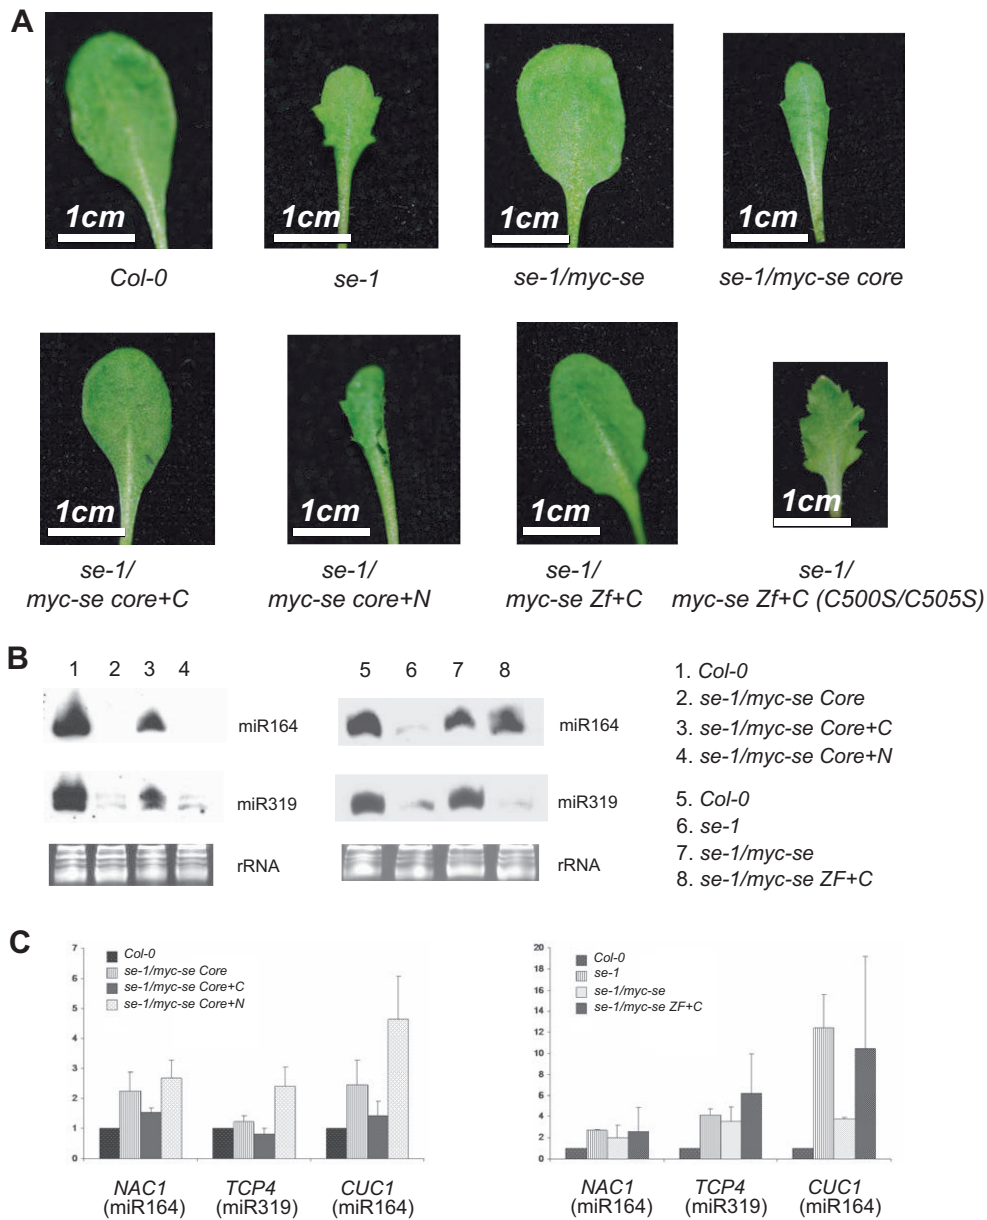 A
1cm
1cm
1cm
1cm
Col-0
se-1
se-1/myc-se
se-1/myc-se core
1cm
1cm
1cm
1cm
se-1/
myc-se core+C
se-1/
myc-se core+N
se-1/
myc-se Zf+C
se-1/
myc-se Zf+C (C500S/C505S)
B
1 2 3 4
miR164
miR319
rRNA
5 6 7 8
miR164
miR319
rRNA
1. Col-0
2. se-1/myc-se Core
3. se-1/myc-se Core+C
4. se-1/myc-se Core+N
5. Col-0
6. se-1
7. se-1/myc-se
8. se-1/myc-se ZF+C
C
7
6
5
4
3
2
1
0
Col-0
se-1/myc-se Core
se-1/myc-se Core+C
se-1/myc-se Core+N
NAC1 TCP4 CUC1
(miR164) (miR319) (miR164)
20
18
16
14
12
10
8
6
4
2
0
Col-0
se-1
se-1/myc-se
se-1/myc-se ZF+C
NAC1 TCP4 CUC1
(miR164) (miR319) (miR164)